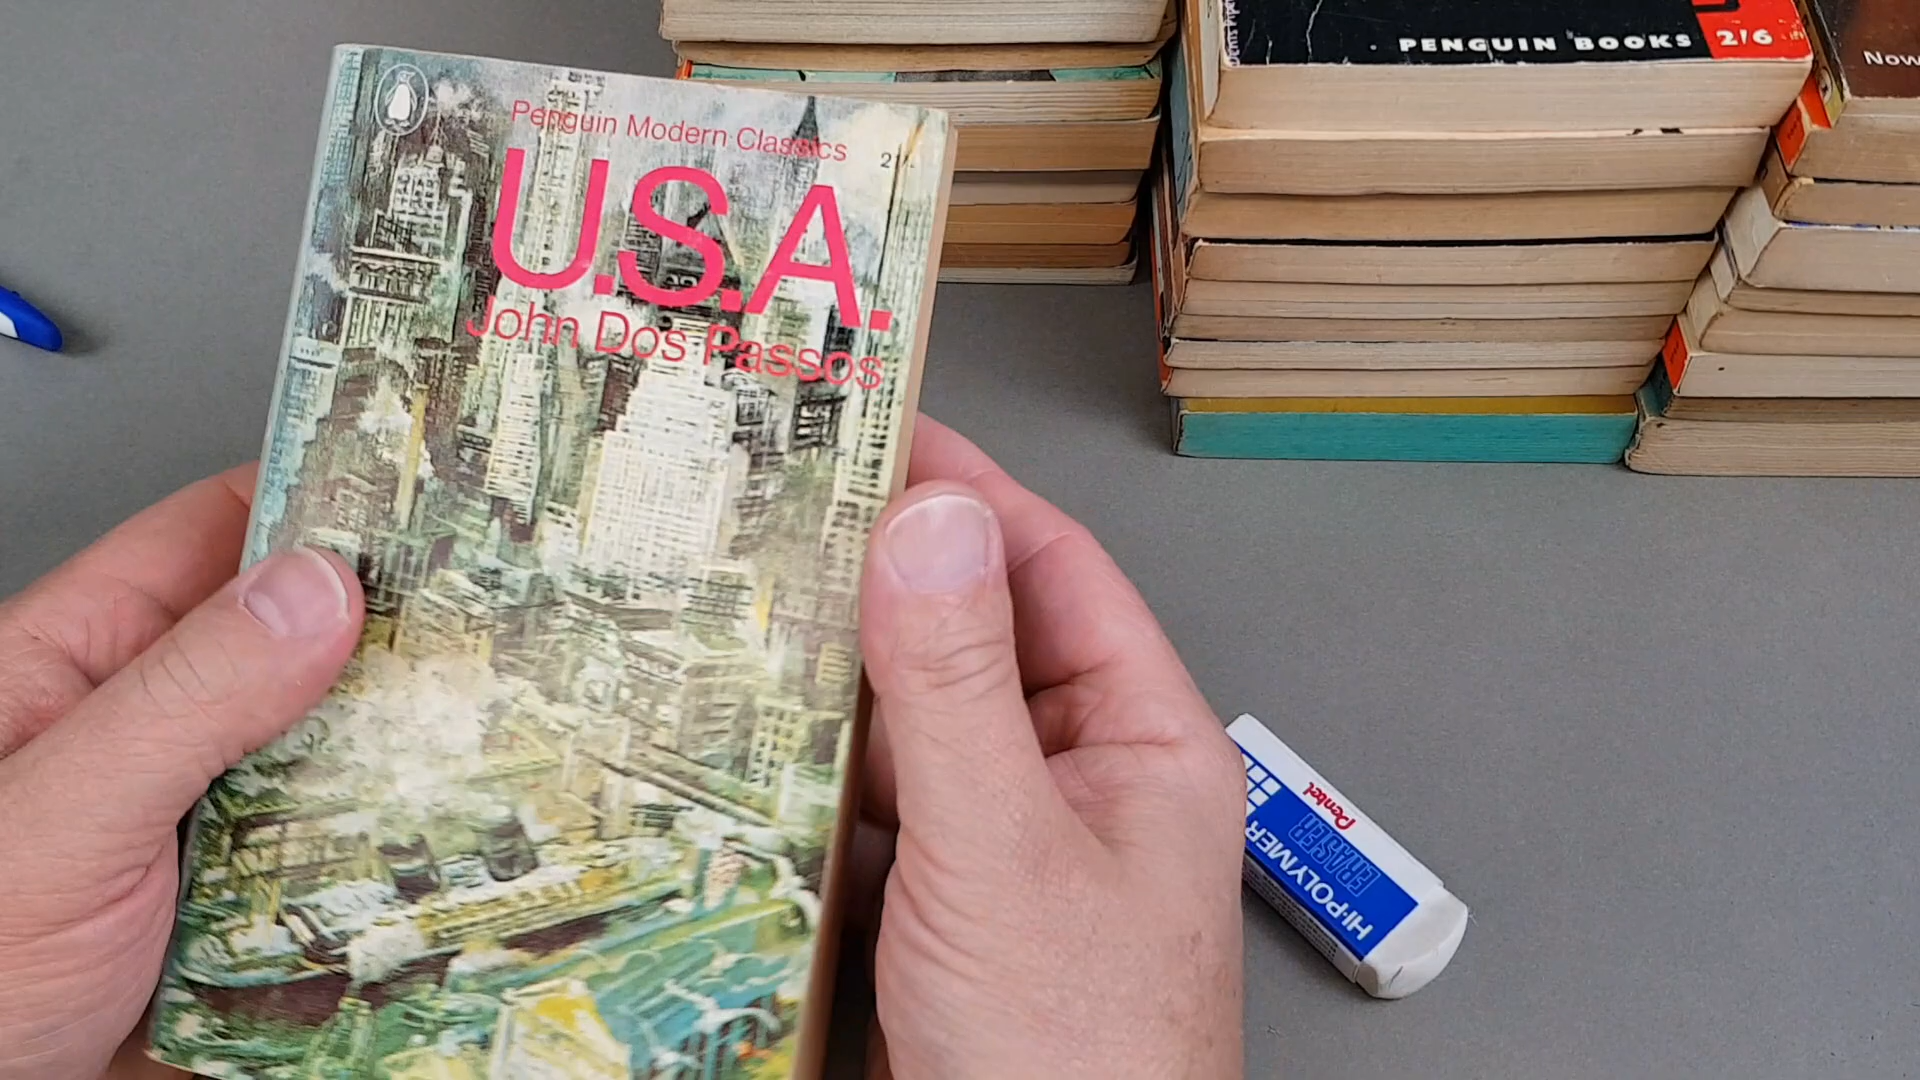 Penguin Modern Classics
U.S.A.
John Dos Passos
PENGUIN BOOKS 2'6
Now
Pentel
HI-POLYMER
ERASER